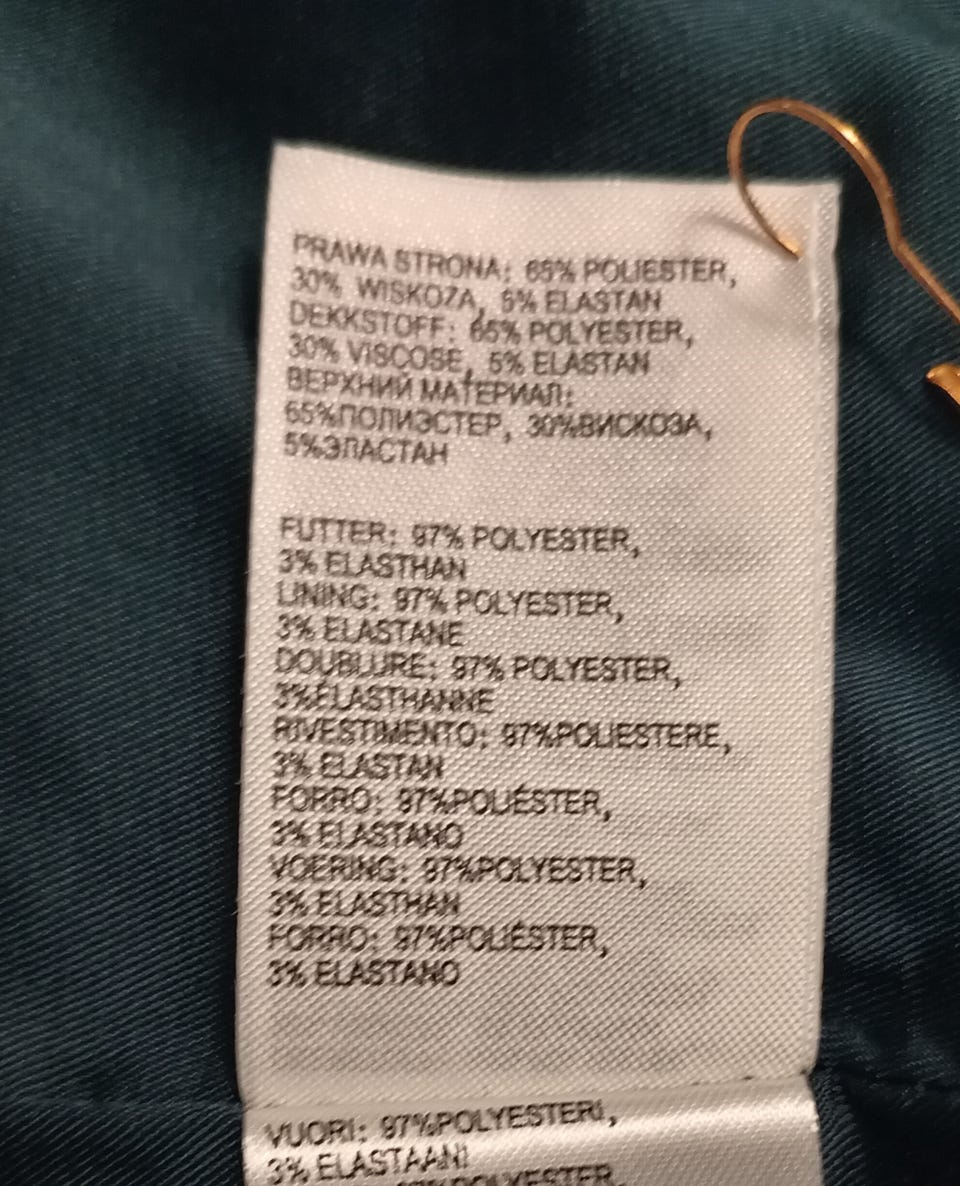 PRAWA STRONA: 65% POLIESTER,
30% WISKOZA, 5% ELASTAN
DEKKSTOFF: 65% POLYESTER,
30% VISCOSE, 5% ELASTAN
ВЕРХНИЙ МАТЕРИАЛ:
65%ПОЛИЭСТЕР, 30%ВИСКОЗА,
5%ЭЛАСТАН
FUTTER: 97% POLYESTER,
3% ELASTHAN
LINING: 97% POLYESTER,
3% ELASTANE
DOUBLURE: 97% POLYESTER,
3%ÉLASTHANNE
RIVESTIMENTO: 97%POLIESTERE,
3% ELASTAN
FORRO: 97%POLIÉSTER,
3% ELASTANO
VOERING: 97%POLYESTER,
3% ELASTHAN
FORRO: 97%POLIÉSTER,
3% ELASTANO
VUORI: 97%POLYESTERI,
3% ELASTAANI
97%POLYESTER,